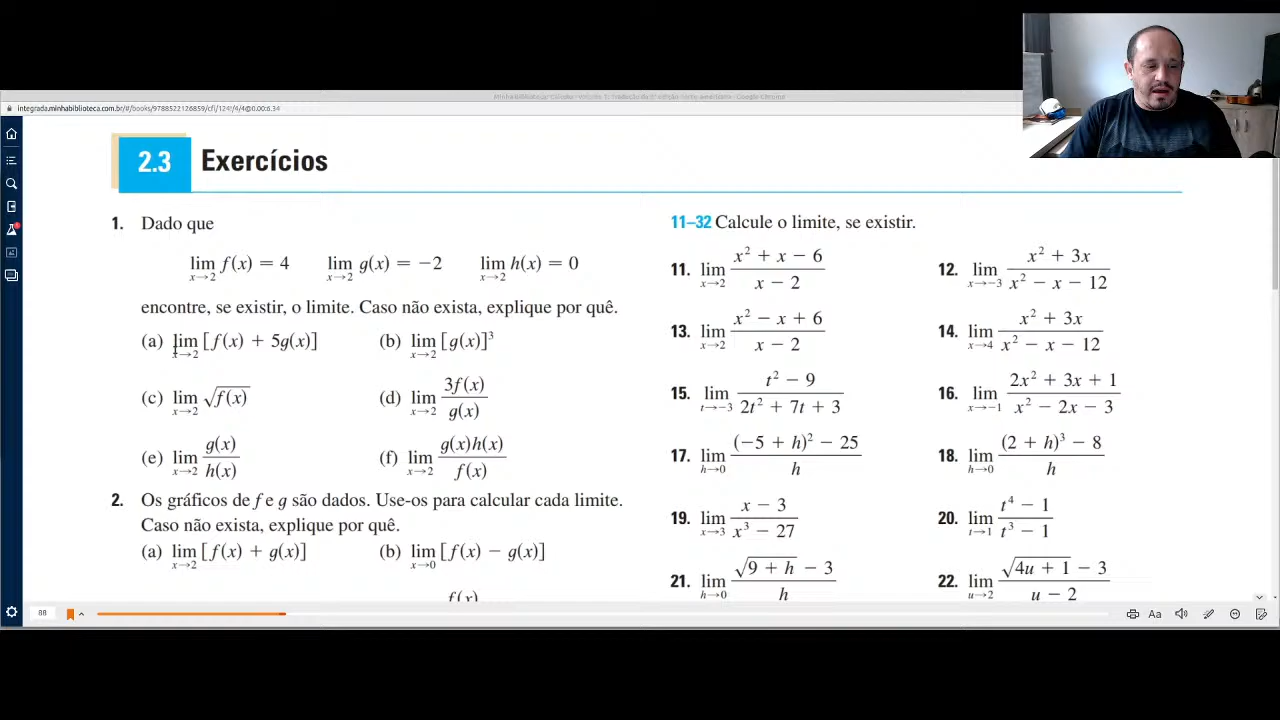 integrada.minhabiblioteca.com.br/#/books/9788522126859/cfi/124!/4/4@0.00:6.34
2.3 Exercícios
1. Dado que
lim x→2 f(x) = 4 lim x→2 g(x) = −2 lim x→2 h(x) = 0
encontre, se existir, o limite. Caso não exista, explique por quê.
(a) lim x→2 [f(x) + 5g(x)] (b) lim x→2 [g(x)]³
(c) lim x→2 √f(x) (d) lim x→2 3f(x)/g(x)
(e) lim x→2 g(x)/h(x) (f) lim x→2 g(x)h(x)/f(x)
2. Os gráficos de f e g são dados. Use-os para calcular cada limite.
Caso não exista, explique por quê.
(a) lim x→2 [f(x) + g(x)] (b) lim x→0 [f(x) − g(x)]
f(x)
11–32 Calcule o limite, se existir.
11. lim x→2 (x² + x − 6)/(x − 2) 12. lim x→−3 (x² + 3x)/(x² − x − 12)
13. lim x→2 (x² − x + 6)/(x − 2) 14. lim x→4 (x² + 3x)/(x² − x − 12)
15. lim t→−3 (t² − 9)/(2t² + 7t + 3) 16. lim x→−1 (2x² + 3x + 1)/(x² − 2x − 3)
17. lim h→0 ((−5 + h)² − 25)/h 18. lim h→0 ((2 + h)³ − 8)/h
19. lim x→3 (x − 3)/(x³ − 27) 20. lim t→1 (t⁴ − 1)/(t³ − 1)
21. lim h→0 (√(9 + h) − 3)/h 22. lim u→2 (√(4u + 1) − 3)/(u − 2)
88
Aa